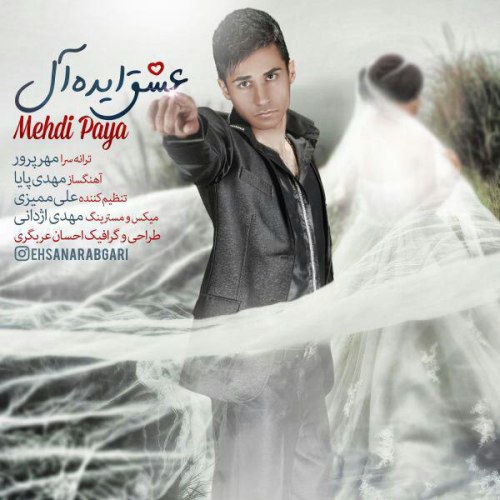 عشق ایده آل
Mehdi Paya
ترانه سرا مهرپرور
آهنگساز مهدی پایا
تنظیم کننده علی ممیزی
میکس و مسترینگ مهدی اژدانی
طراحی و گرافیک احسان عربگری
EHSANARABGARI